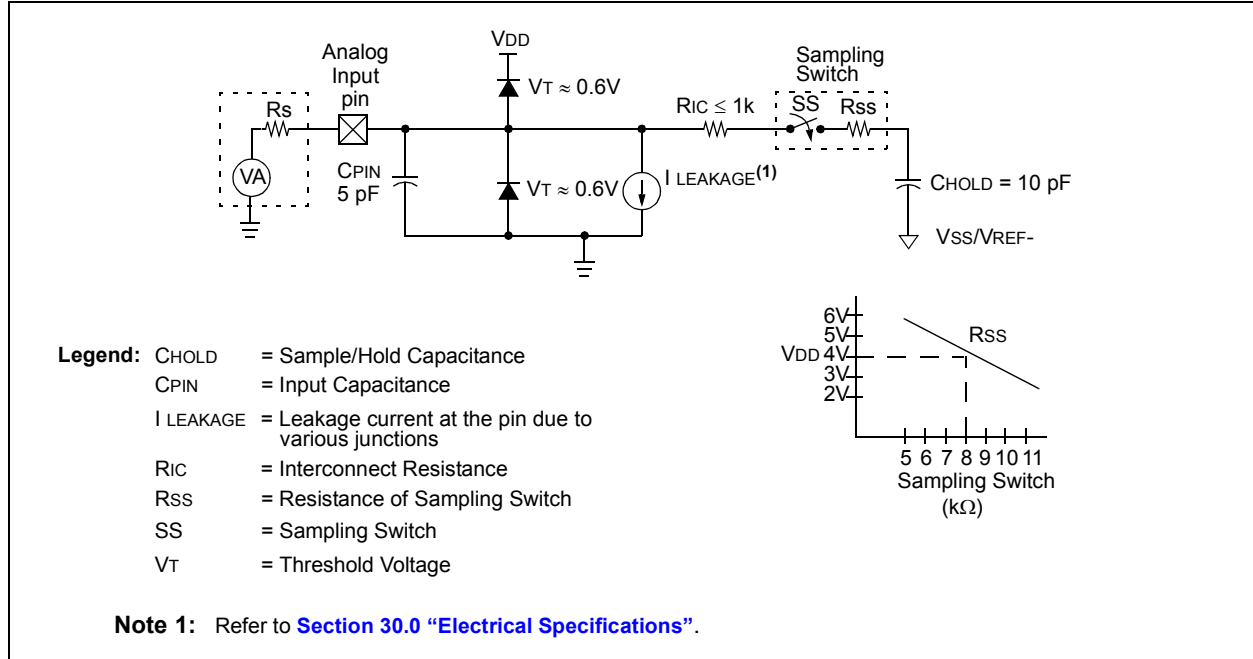 VDD
Analog
Input
pin
Sampling
Switch
VT ≈ 0.6V
Rs
RIC ≤ 1k
SS
Rss
VA
CPIN
5 pF
VT ≈ 0.6V
I LEAKAGE(1)
CHOLD = 10 pF
VSS/VREF-
6V
5V
VDD 4V
3V
2V
RSS
5 6 7 8 9 10 11
Sampling Switch
(kΩ)
Legend: CHOLD = Sample/Hold Capacitance
CPIN = Input Capacitance
I LEAKAGE = Leakage current at the pin due to
various junctions
RIC = Interconnect Resistance
RSS = Resistance of Sampling Switch
SS = Sampling Switch
VT = Threshold Voltage
Note 1: Refer to Section 30.0 “Electrical Specifications”.